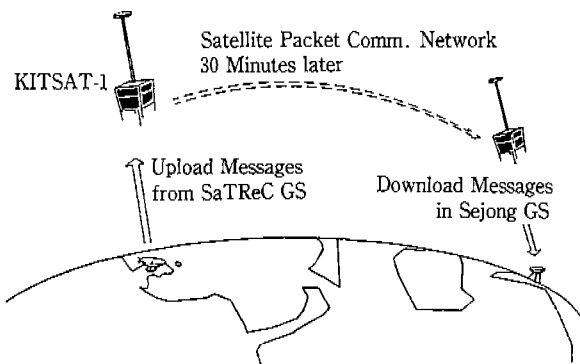 Satellite Packet Comm. Network
30 Minutes later
KITSAT-1
Upload Messages
from SaTReC GS
Download Messages
in Sejong GS